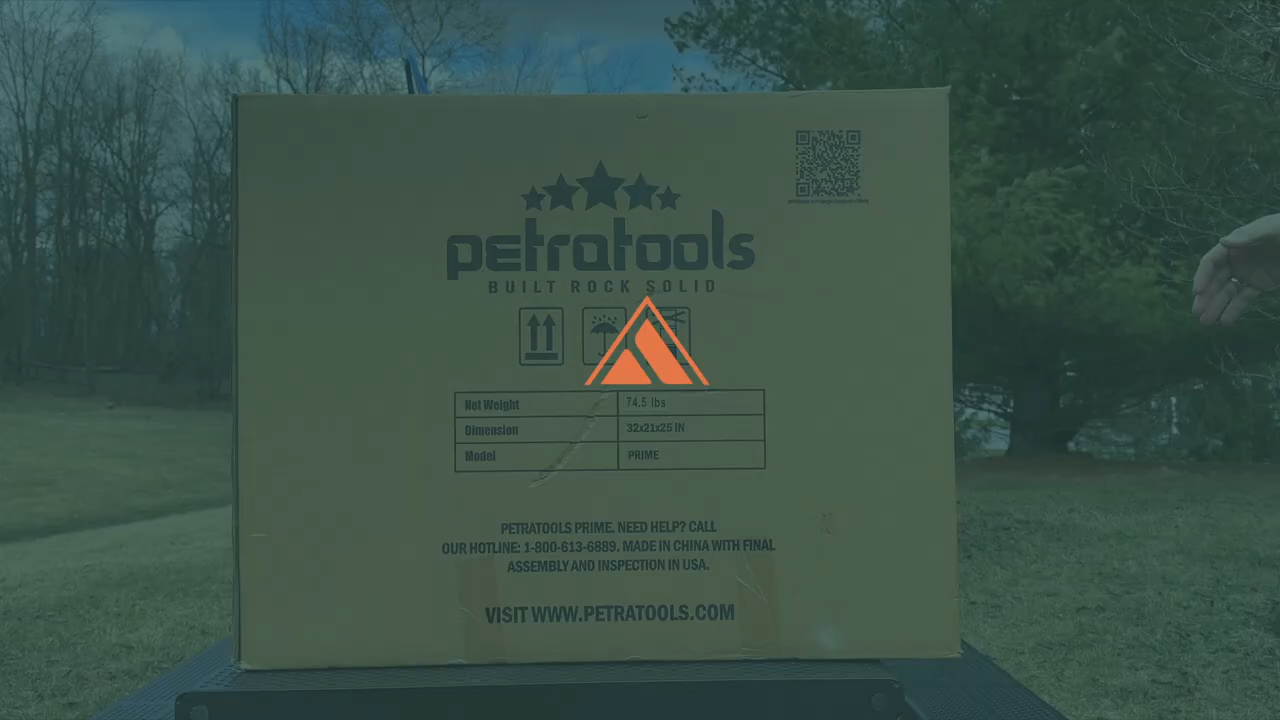 petratools
BUILT ROCK SOLID
Net Weight 74.5 lbs
Dimension 32x21x25 IN
Model PRIME
PETRATOOLS PRIME. NEED HELP? CALL
OUR HOTLINE: 1-800-613-6889. MADE IN CHINA WITH FINAL
ASSEMBLY AND INSPECTION IN USA.
VISIT WWW.PETRATOOLS.COM